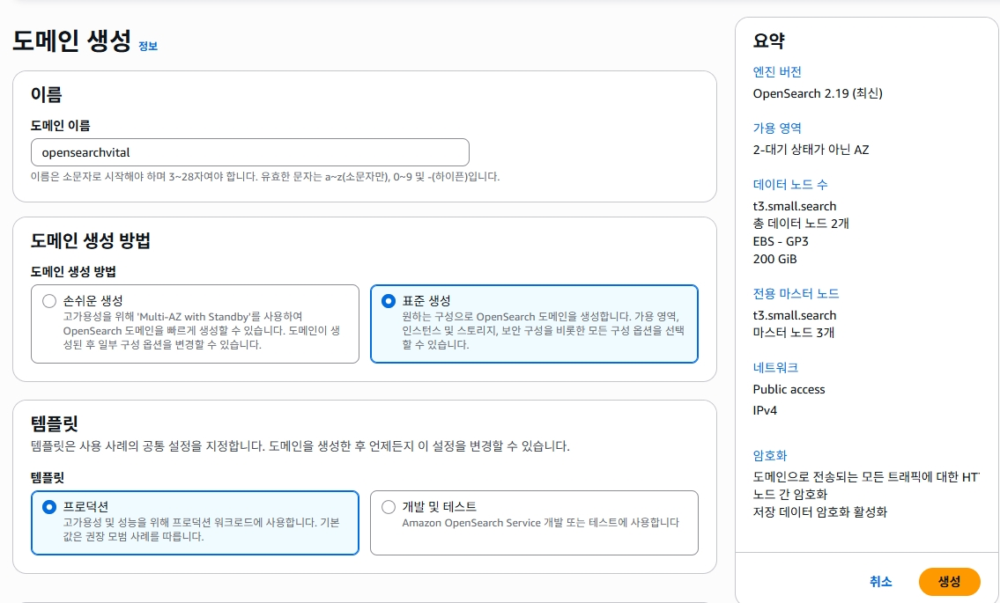 도메인 생성 정보
이름
도메인 이름
opensearchvital
이름은 소문자로 시작해야 하며 3~28자여야 합니다. 유효한 문자는 a~z(소문자만), 0~9 및 -(하이픈)입니다.
도메인 생성 방법
도메인 생성 방법
손쉬운 생성
고가용성을 위해 'Multi-AZ with Standby'를 사용하여
OpenSearch 도메인을 빠르게 생성할 수 있습니다. 도메인이 생
성된 후 일부 구성 옵션을 변경할 수 있습니다.
표준 생성
원하는 구성으로 OpenSearch 도메인을 생성합니다. 가용 영역,
인스턴스 및 스토리지, 보안 구성을 비롯한 모든 구성 옵션을 선택
할 수 있습니다.
템플릿
템플릿은 사용 사례의 공통 설정을 지정합니다. 도메인을 생성한 후 언제든지 이 설정을 변경할 수 있습니다.
템플릿
프로덕션
고가용성 및 성능을 위해 프로덕션 워크로드에 사용합니다. 기본
값은 권장 모범 사례를 따릅니다.
개발 및 테스트
Amazon OpenSearch Service 개발 또는 테스트에 사용합니다
요약
엔진 버전
OpenSearch 2.19 (최신)
가용 영역
2-대기 상태가 아닌 AZ
데이터 노드 수
t3.small.search
총 데이터 노드 2개
EBS - GP3
200 GiB
전용 마스터 노드
t3.small.search
마스터 노드 3개
네트워크
Public access
IPv4
암호화
도메인으로 전송되는 모든 트래픽에 대한
노드 간 암호화
저장 데이터 암호화 활성화
취소
생성